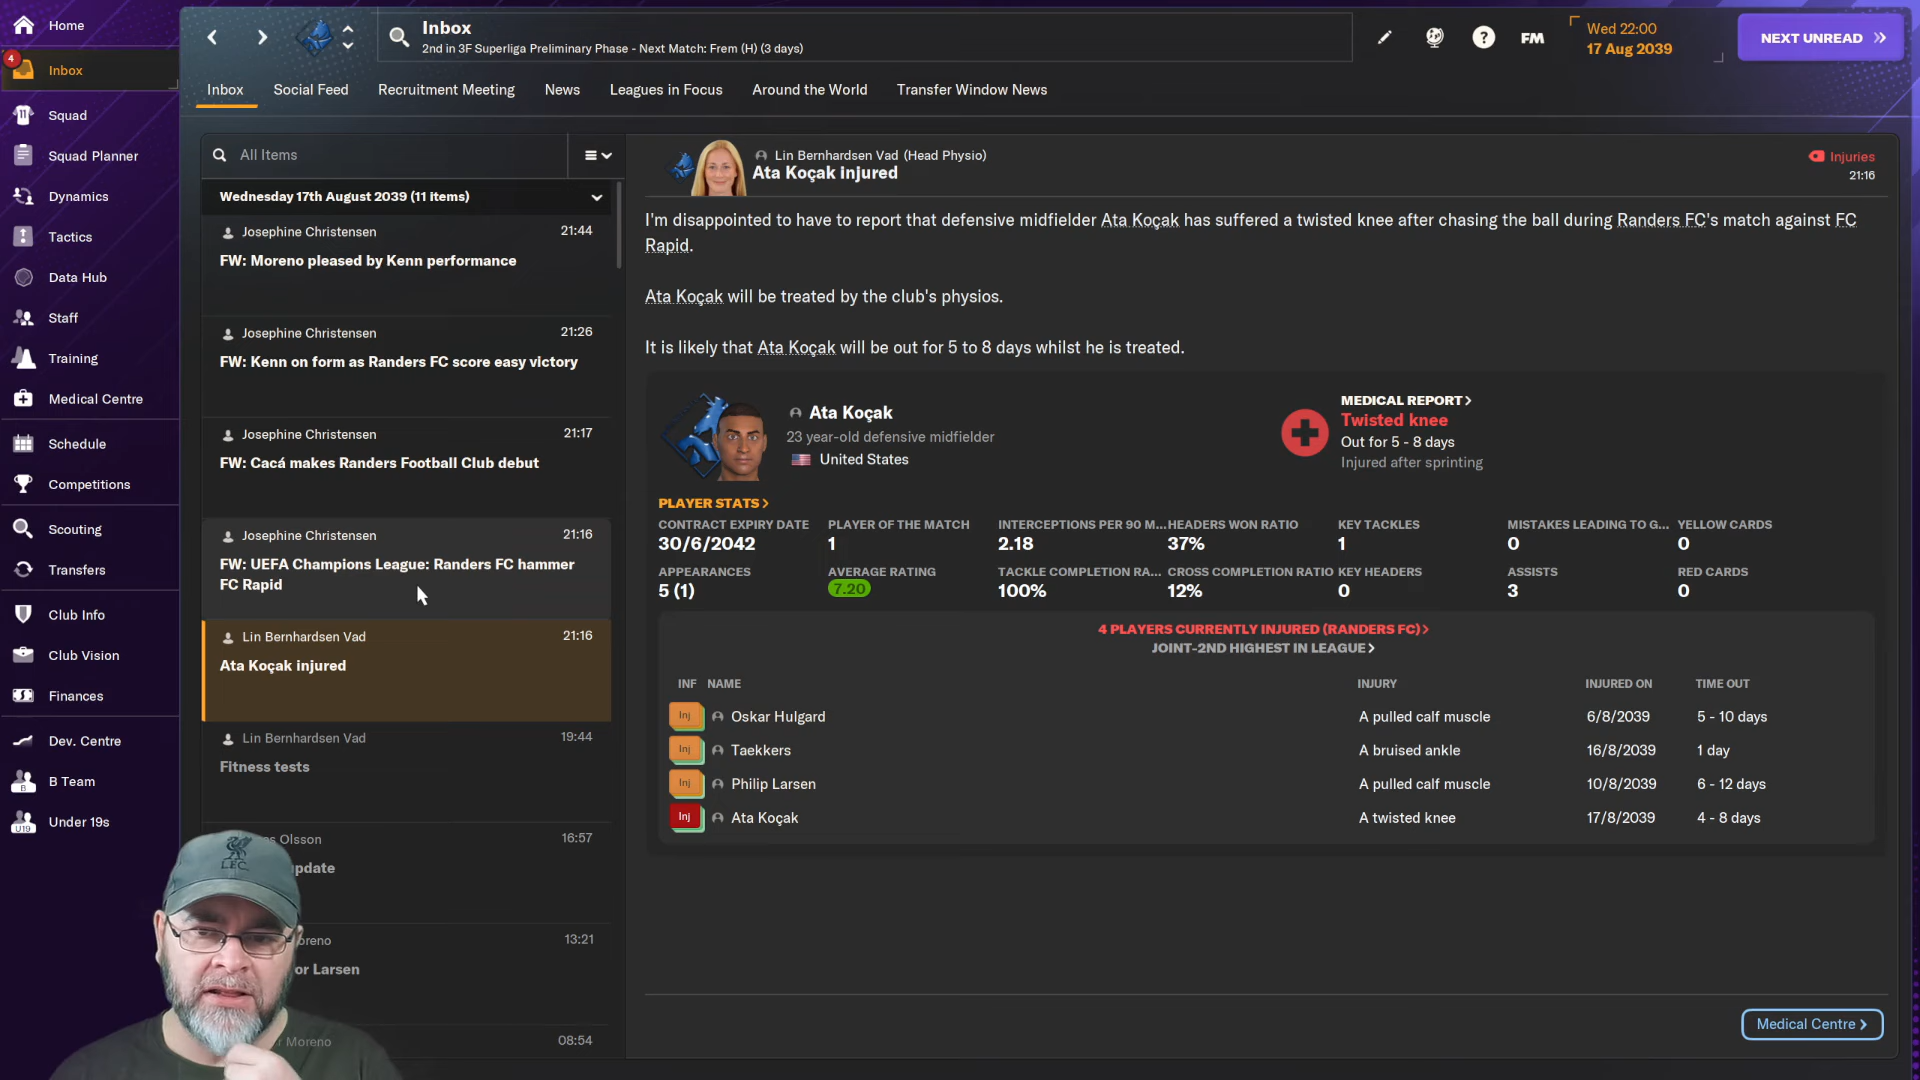 Home
4
Inbox
Squad
Squad Planner
Dynamics
Tactics
Data Hub
Staff
Training
Medical Centre
Schedule
Competitions
Scouting
Transfers
Club Info
Club Vision
Finances
Dev. Centre
B Team
Under 19s
Inbox
2nd in 3F Superliga Preliminary Phase - Next Match: Frem (H) (3 days)
?
FM
Wed 22:00
17 Aug 2039
NEXT UNREAD
Inbox Social Feed Recruitment Meeting News Leagues in Focus Around the World Transfer Window News
All Items
Wednesday 17th August 2039 (11 Items)
Josephine Christensen 21:44
FW: Moreno pleased by Kenn performance
Josephine Christensen 21:26
FW: Kenn on form as Randers FC score easy victory
Josephine Christensen 21:17
FW: Cacá makes Randers Football Club debut
Josephine Christensen 21:16
FW: UEFA Champions League: Randers FC hammer
FC Rapid
Lin Bernhardsen Vad 21:16
Ata Koçak injured
Lin Bernhardsen Vad 19:44
Fitness tests
Olsson 16:57
13:21
or Larsen
Moreno 08:54
LFC
Lin Bernhardsen Vad (Head Physio)
Ata Koçak injured
Injuries
21:16
I'm disappointed to have to report that defensive midfielder Ata Koçak has suffered a twisted knee after chasing the ball during Randers FC's match against FC
Rapid.
Ata Koçak will be treated by the club's physios.
It is likely that Ata Koçak will be out for 5 to 8 days whilst he is treated.
Ata Koçak
23 year-old defensive midfielder
United States
MEDICAL REPORT
Twisted knee
Out for 5 - 8 days
Injured after sprinting
PLAYER STATS
CONTRACT EXPIRY DATE PLAYER OF THE MATCH INTERCEPTIONS PER 90 M... HEADERS WON RATIO KEY TACKLES MISTAKES LEADING TO G... YELLOW CARDS
30/6/2042 1 2.18 37% 1 0 0
APPEARANCES AVERAGE RATING TACKLE COMPLETION RA... CROSS COMPLETION RATIO KEY HEADERS ASSISTS RED CARDS
5 (1) 7.20 100% 12% 0 3 0
4 PLAYERS CURRENTLY INJURED (RANDERS FC)
JOINT-2ND HIGHEST IN LEAGUE
INF NAME INJURY INJURED ON TIME OUT
Inj Oskar Hulgard A pulled calf muscle 6/8/2039 5 - 10 days
Inj Taekkers A bruised ankle 16/8/2039 1 day
Inj Philip Larsen A pulled calf muscle 10/8/2039 6 - 12 days
Inj Ata Koçak A twisted knee 17/8/2039 4 - 8 days
Medical Centre